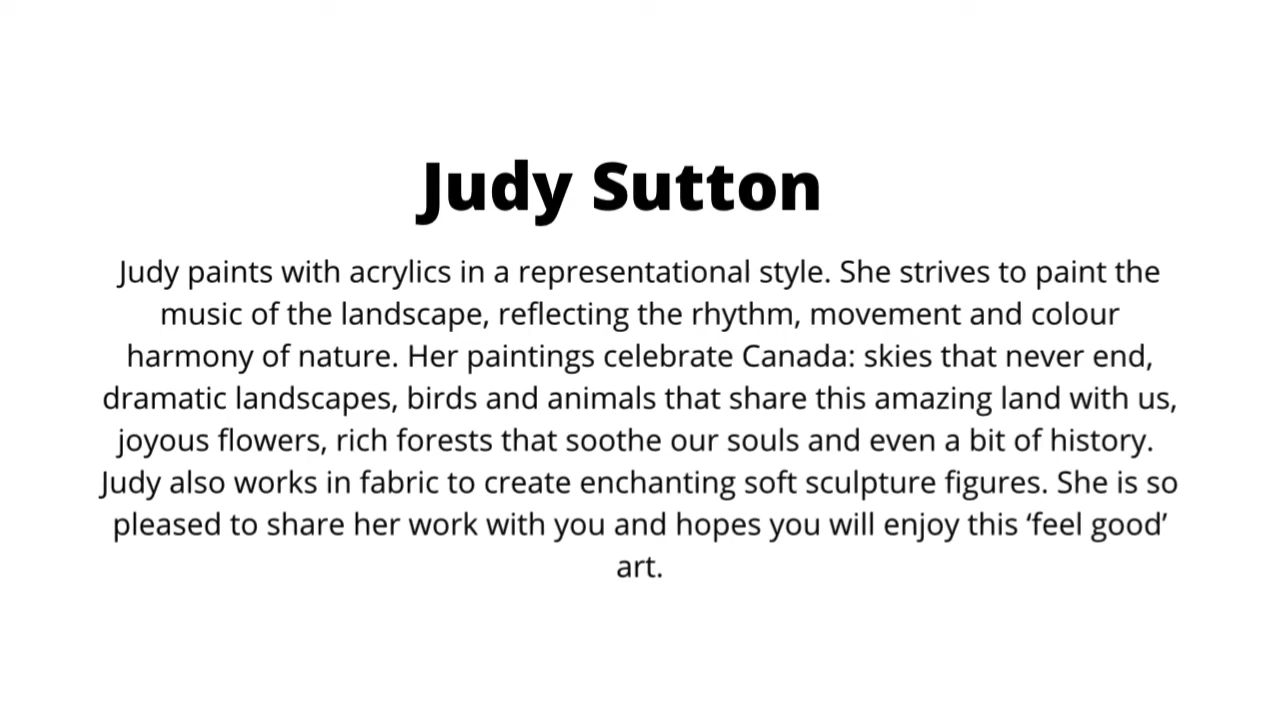 Judy Sutton
Judy paints with acrylics in a representational style. She strives to paint the
music of the landscape, reflecting the rhythm, movement and colour
harmony of nature. Her paintings celebrate Canada: skies that never end,
dramatic landscapes, birds and animals that share this amazing land with us,
joyous flowers, rich forests that soothe our souls and even a bit of history.
Judy also works in fabric to create enchanting soft sculpture figures. She is so
pleased to share her work with you and hopes you will enjoy this ‘feel good’
art.